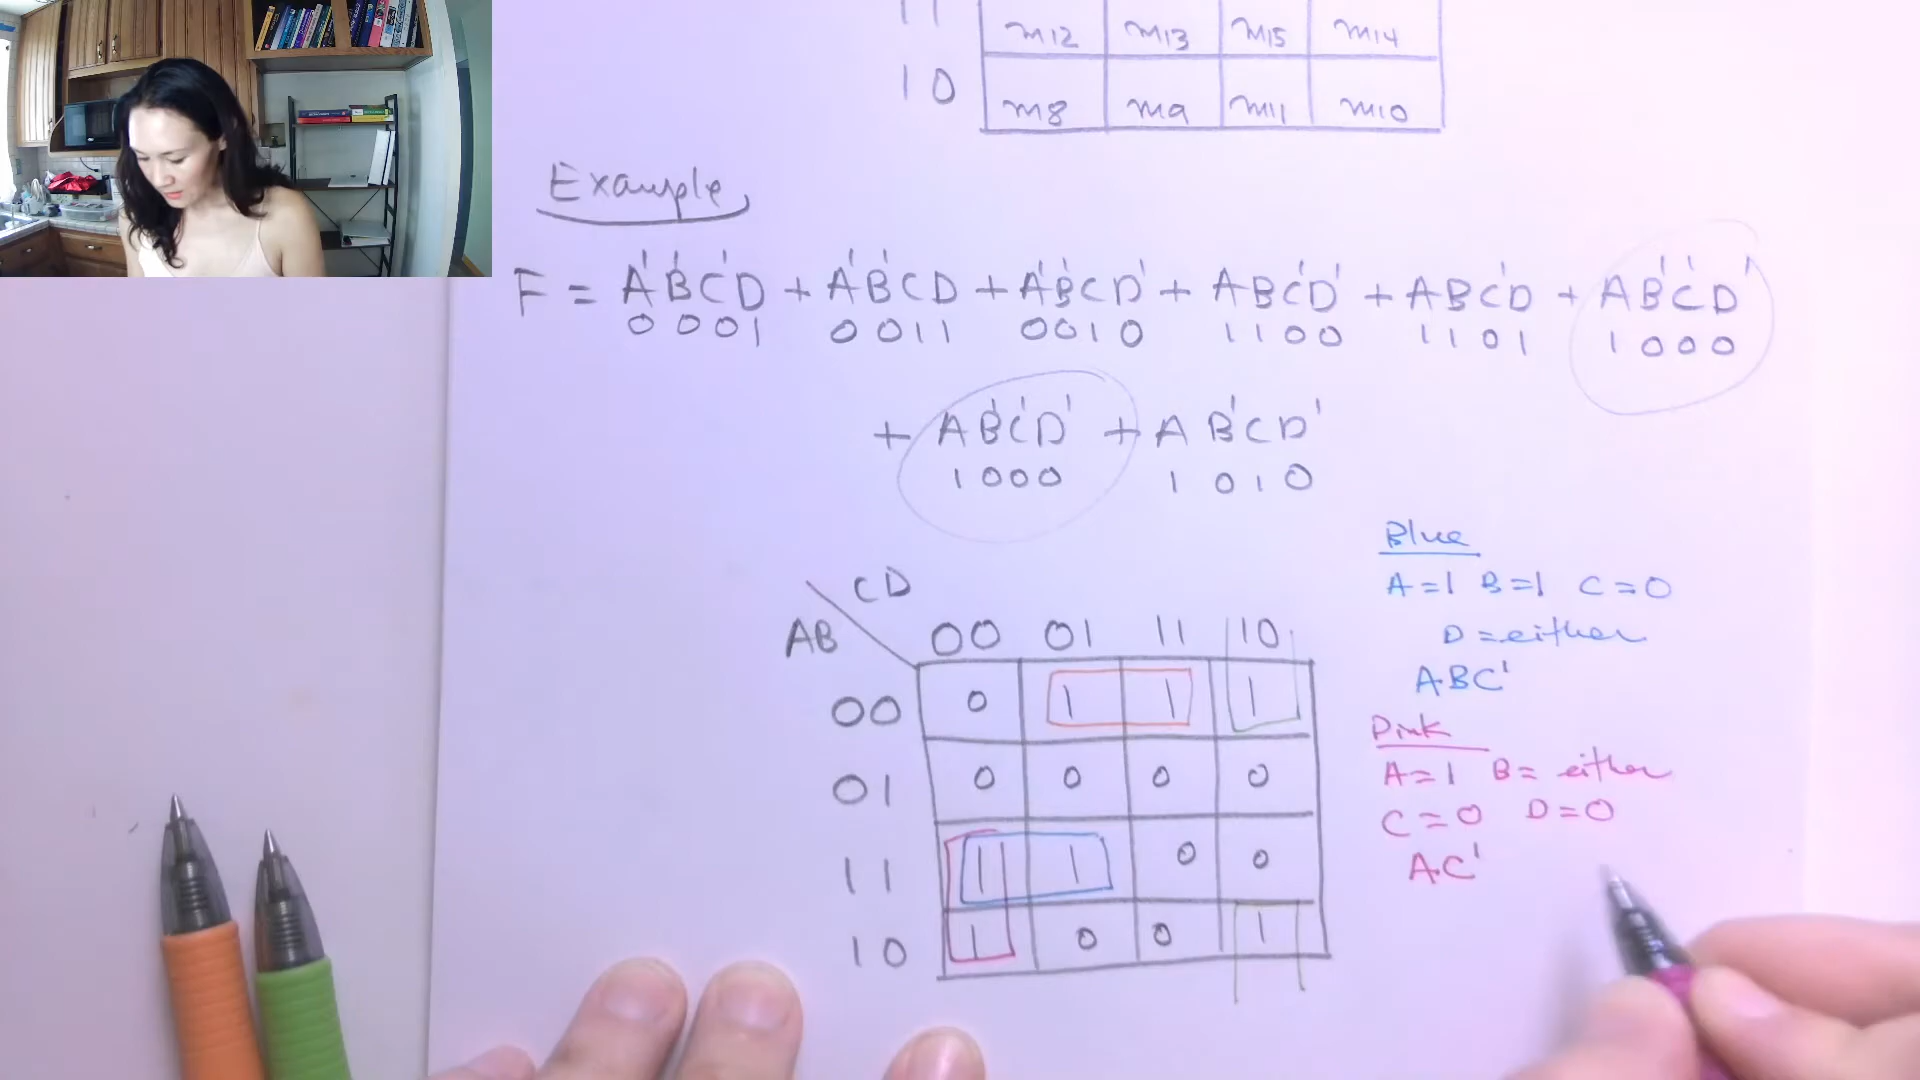 11 m12 m13 m15 m14
10 m8 m9 m11 m10
Example
F = A'B'C'D + A'B'CD + A'B'CD' + ABC'D' + ABC'D + AB'C'D'
0001 0011 0010 1100 1101 1000
+ AB'C'D' + AB'CD'
1000 1010
CD
AB 00 01 11 10
00 0 1 1 1
01 0 0 0 0
11 1 1 0 0
10 1 0 0 1
Blue
A=1 B=1 C=0
D=either
A·BC'
Pink
A=1 B=either
C=0 D=0
A·C'